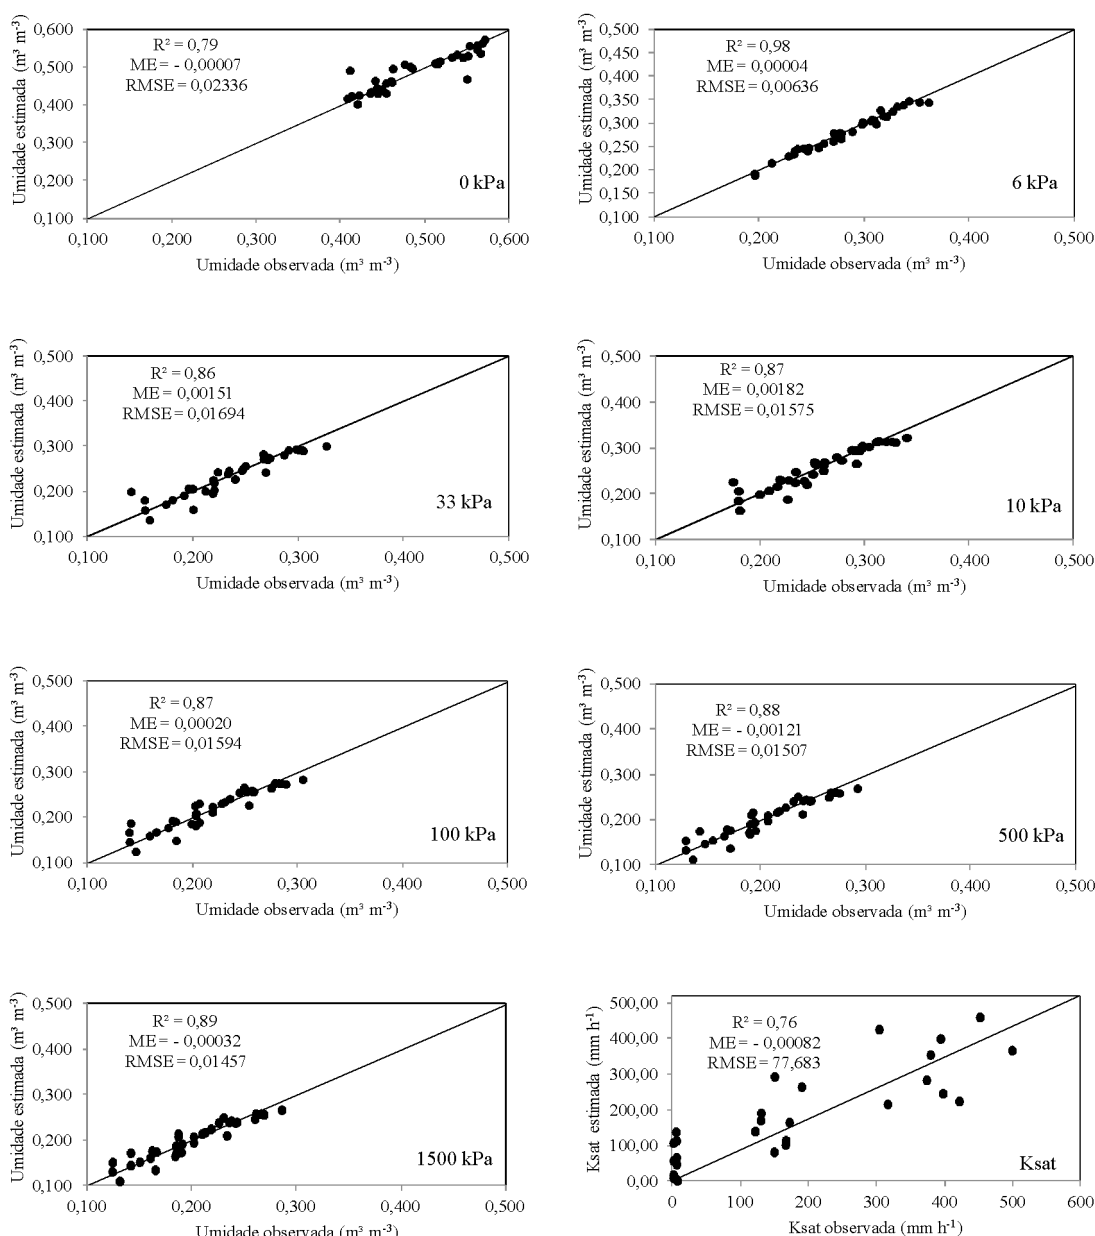 Umidade estimada (m³ m⁻³)
0,600
0,500
0,400
0,300
0,200
0,100
R² = 0,79
ME = - 0,00007
RMSE = 0,02336
0 kPa
0,100 0,200 0,300 0,400 0,500 0,600
Umidade observada (m³ m⁻³)
Umidade estimada (m³ m⁻³)
0,500
0,450
0,400
0,350
0,300
0,250
0,200
0,150
0,100
R² = 0,98
ME = 0,00004
RMSE = 0,00636
6 kPa
0,100 0,200 0,300 0,400 0,500
Umidade observada (m³ m⁻³)
Umidade estimada (m³ m⁻³)
0,500
0,400
0,300
0,200
0,100
R² = 0,86
ME = 0,00151
RMSE = 0,01694
33 kPa
0,100 0,200 0,300 0,400 0,500
Umidade observada (m³ m⁻³)
Umidade estimada (m³ m⁻³)
0,500
0,400
0,300
0,200
0,100
R² = 0,87
ME = 0,00182
RMSE = 0,01575
10 kPa
0,100 0,200 0,300 0,400 0,500
Umidade observada (m³ m⁻³)
Umidade estimada (m³ m⁻³)
0,500
0,400
0,300
0,200
0,100
R² = 0,87
ME = 0,00020
RMSE = 0,01594
100 kPa
0,100 0,200 0,300 0,400 0,500
Umidade observada (m³ m⁻³)
Umidade estimada (m³ m⁻³)
0,500
0,400
0,300
0,200
0,100
R² = 0,88
ME = - 0,00121
RMSE = 0,01507
500 kPa
0,100 0,200 0,300 0,400 0,500
Umidade observada (m³ m⁻³)
Umidade estimada (m³ m⁻³)
0,500
0,400
0,300
0,200
0,100
R² = 0,89
ME = - 0,00032
RMSE = 0,01457
1500 kPa
0,100 0,200 0,300 0,400 0,500
Umidade observada (m³ m⁻³)
Ksat estimada (mm h⁻¹)
500,00
400,00
300,00
200,00
100,00
0,00
R² = 0,76
ME = - 0,00082
RMSE = 77,683
Ksat
0 100 200 300 400 500 600
Ksat observada (mm h⁻¹)